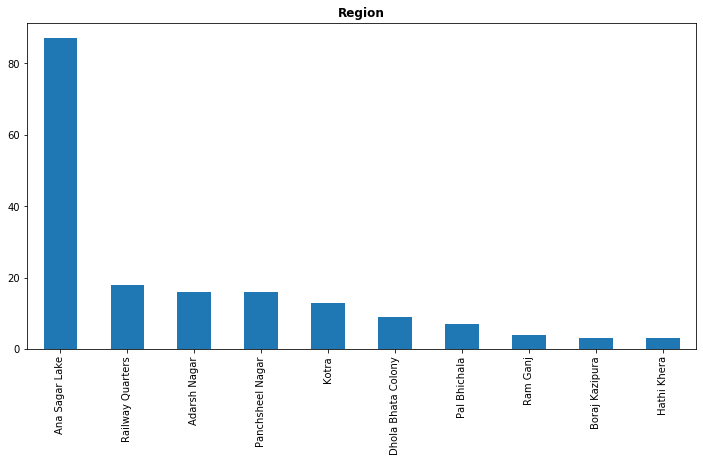 Region
80
60
40
20
0
Ana Sagar Lake
Railway Quarters
Adarsh Nagar
Panchsheel Nagar
Kotra
Dhola Bhata Colony
Pal Bhichala
Ram Ganj
Boraj Kazipura
Hathi Khera